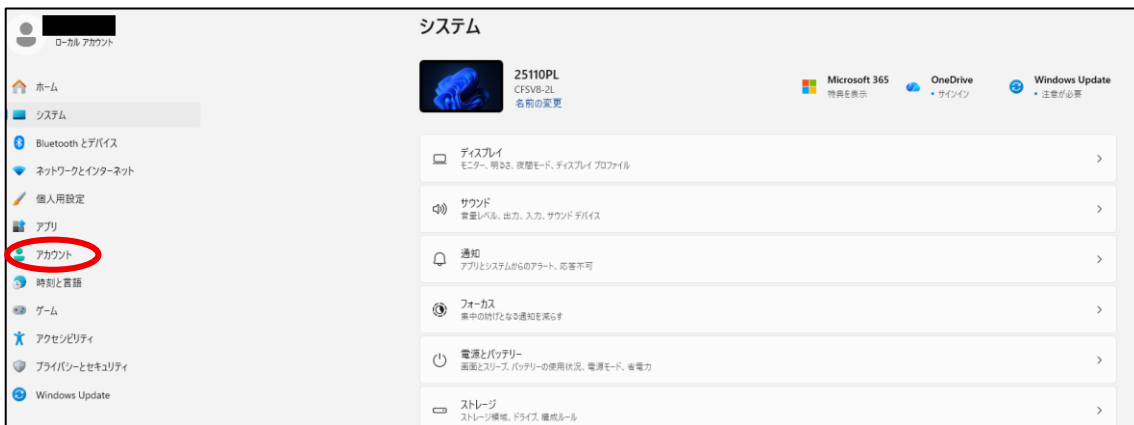 ローカル アカウント
ホーム
システム
Bluetooth とデバイス
ネットワークとインターネット
個人用設定
アプリ
アカウント
時刻と言語
ゲーム
アクセシビリティ
プライバシーとセキュリティ
Windows Update
システム
25110PL
CFSV8-2L
名前の変更
Microsoft 365
特典を表示
OneDrive
• サインイン
Windows Update
• 注意が必要
ディスプレイ
モニター、明るさ、夜間モード、ディスプレイ プロファイル
サウンド
音量レベル、出力、入力、サウンド デバイス
通知
アプリとシステムからのアラート、応答不可
フォーカス
集中の妨げとなる通知を減らす
電源とバッテリー
画面とスリープ、バッテリーの使用状況、電源モード、省電力
ストレージ
ストレージ領域、ドライブ、構成ルール